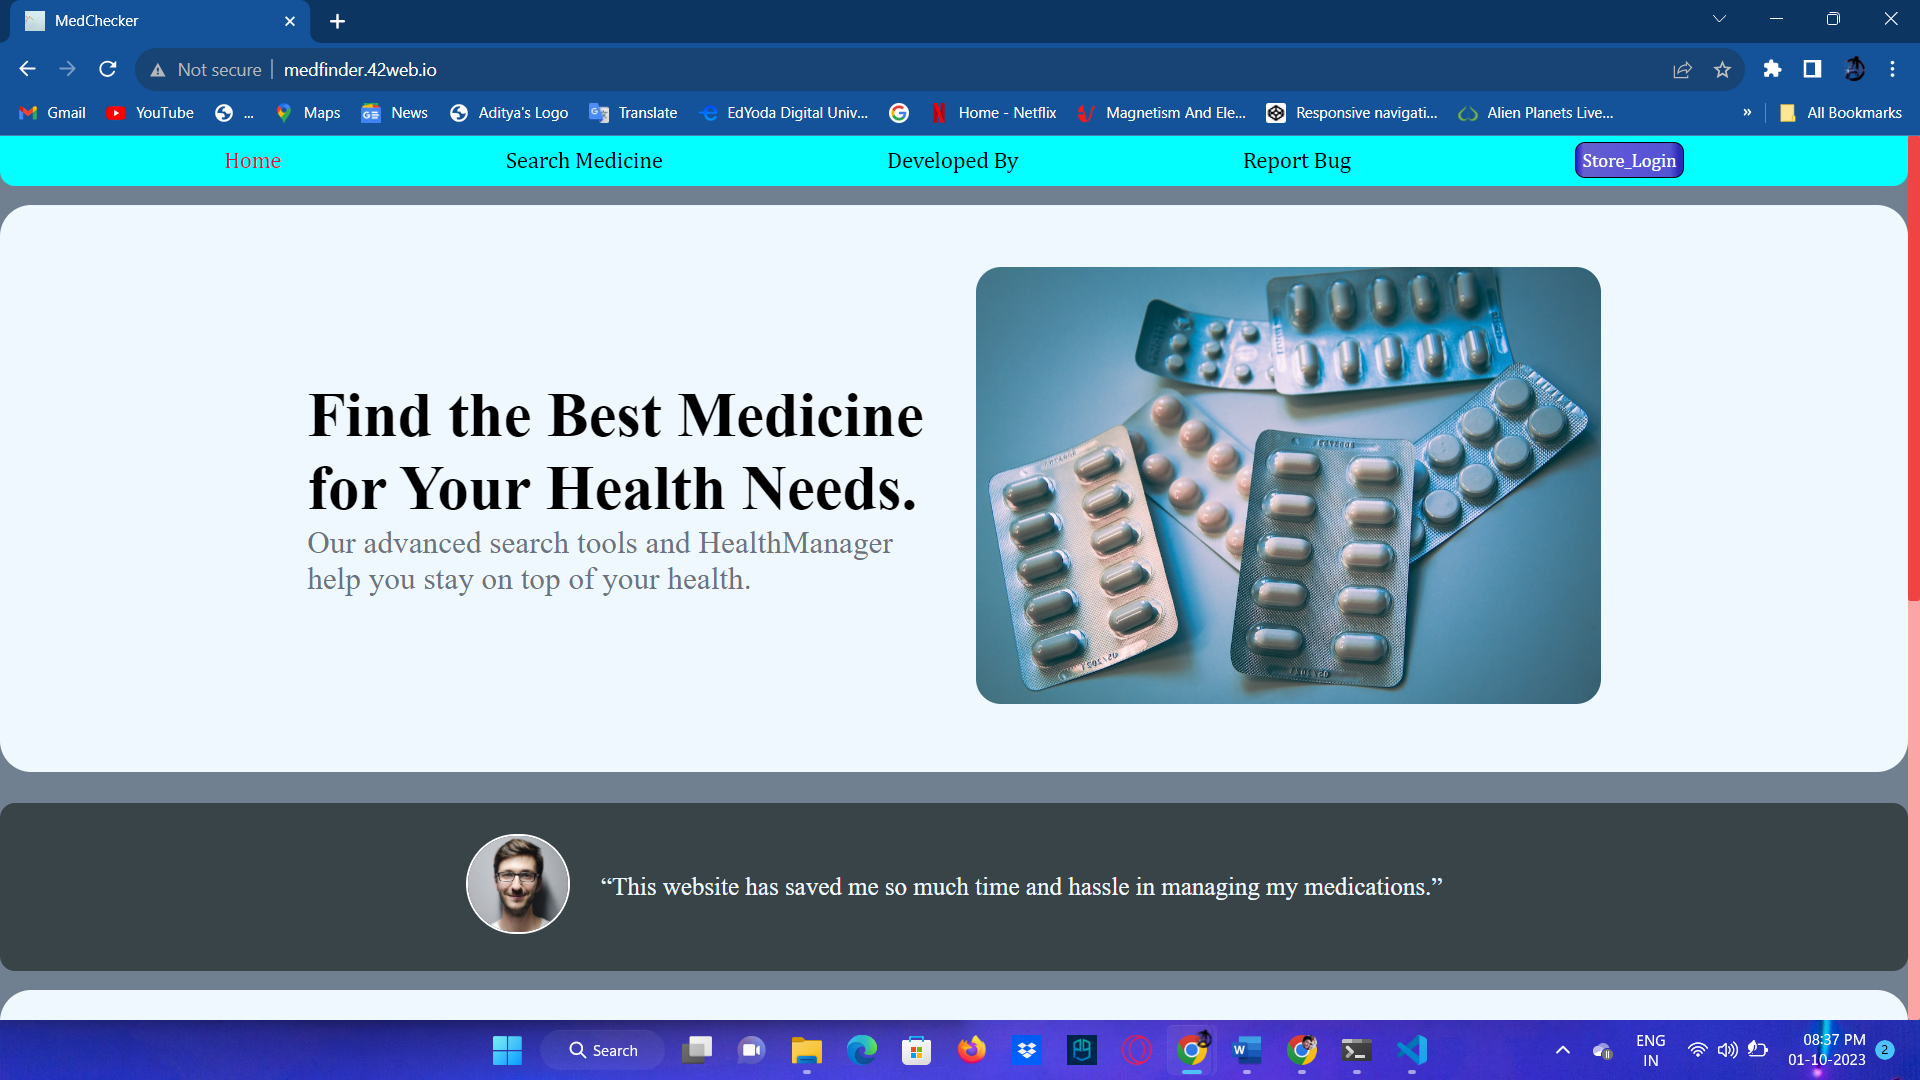 MedChecker
Not secure medfinder.42web.io
Gmail YouTube ... Maps News Aditya's Logo Translate EdYoda Digital Univ... Home - Netflix Magnetism And Ele... Responsive navigati... Alien Planets Live... » All Bookmarks
Home Search Medicine Developed By Report Bug Store_Login
Find the Best Medicine
for Your Health Needs.
Our advanced search tools and HealthManager
help you stay on top of your health.
“This website has saved me so much time and hassle in managing my medications.”
Search
ENG
IN
08:37 PM
01-10-2023
2